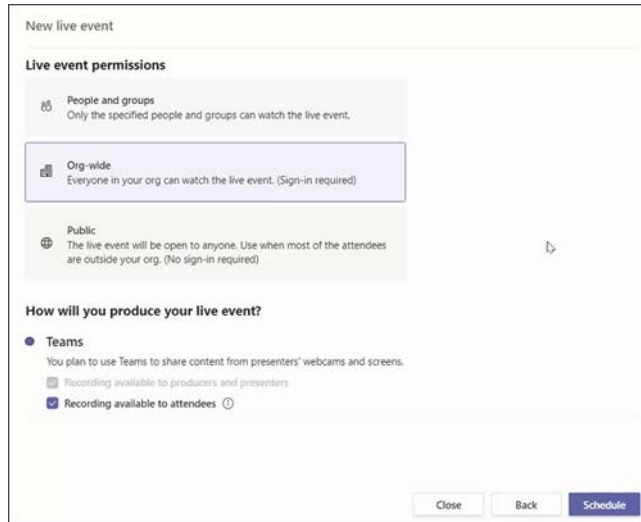 New live event
Live event permissions
People and groups
Only the specified people and groups can watch the live event.
Org-wide
Everyone in your org can watch the live event. (Sign-in required)
Public
The live event will be open to anyone. Use when most of the attendees
are outside your org. (No sign-in required)
How will you produce your live event?
Teams
You plan to use Teams to share content from presenters' webcams and screens.
Recording available to producers and presenters
Recording available to attendees
Close Back Schedule